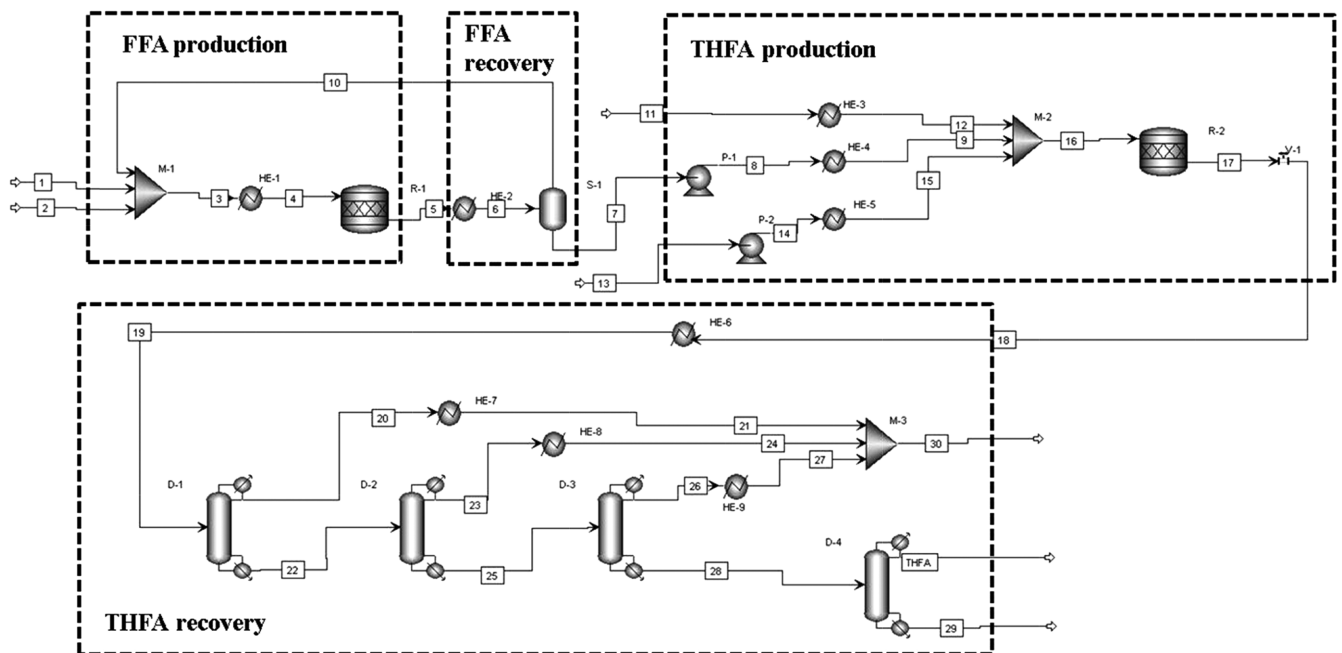 FFA production
FFA
recovery
THFA production
10
11
HE-3
12
M-2
9
16
R-2
17
V-1
P-1
8
HE-4
15
1
2
M-1
3
HE-1
4
R-1
5
HE-2
6
S-1
7
P-2
14
HE-5
13
19
HE-6
18
20
HE-7
21
M-3
30
HE-8
24
27
D-1
D-2
23
D-3
26
HE-9
22
25
28
D-4
THFA
29
THFA recovery